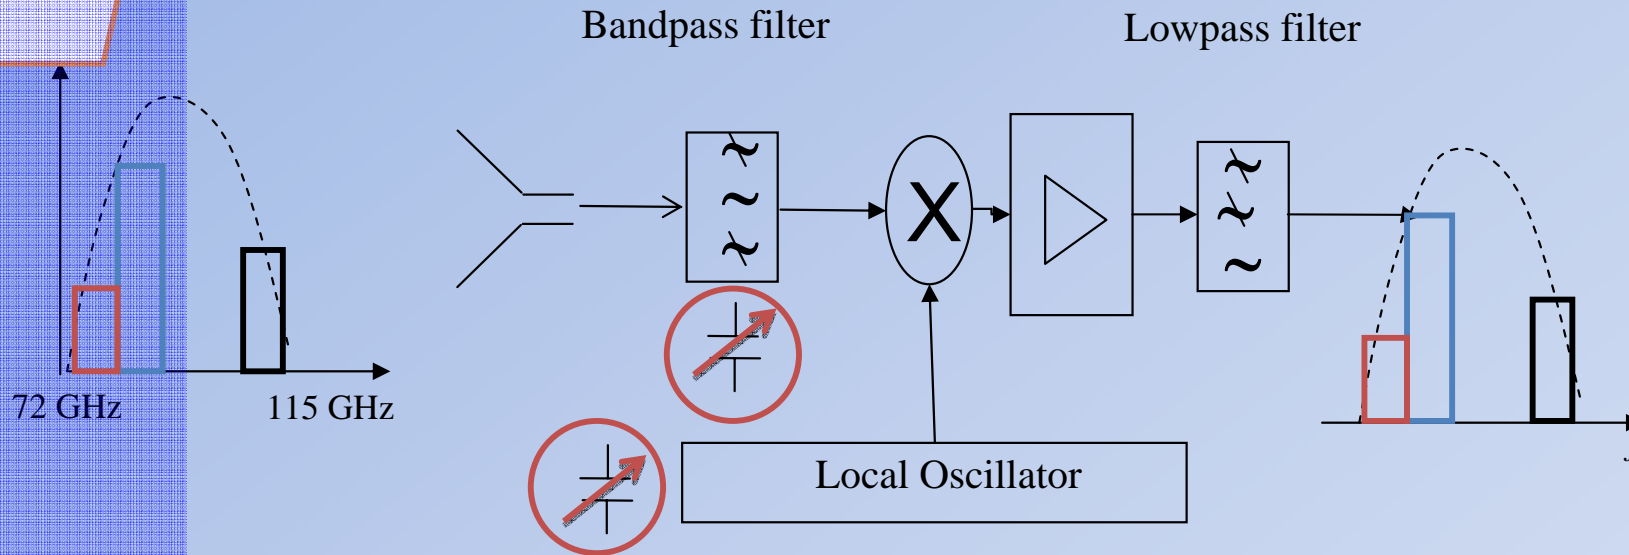 Bandpass filter
Lowpass filter
X
72 GHz
115 GHz
Local Oscillator